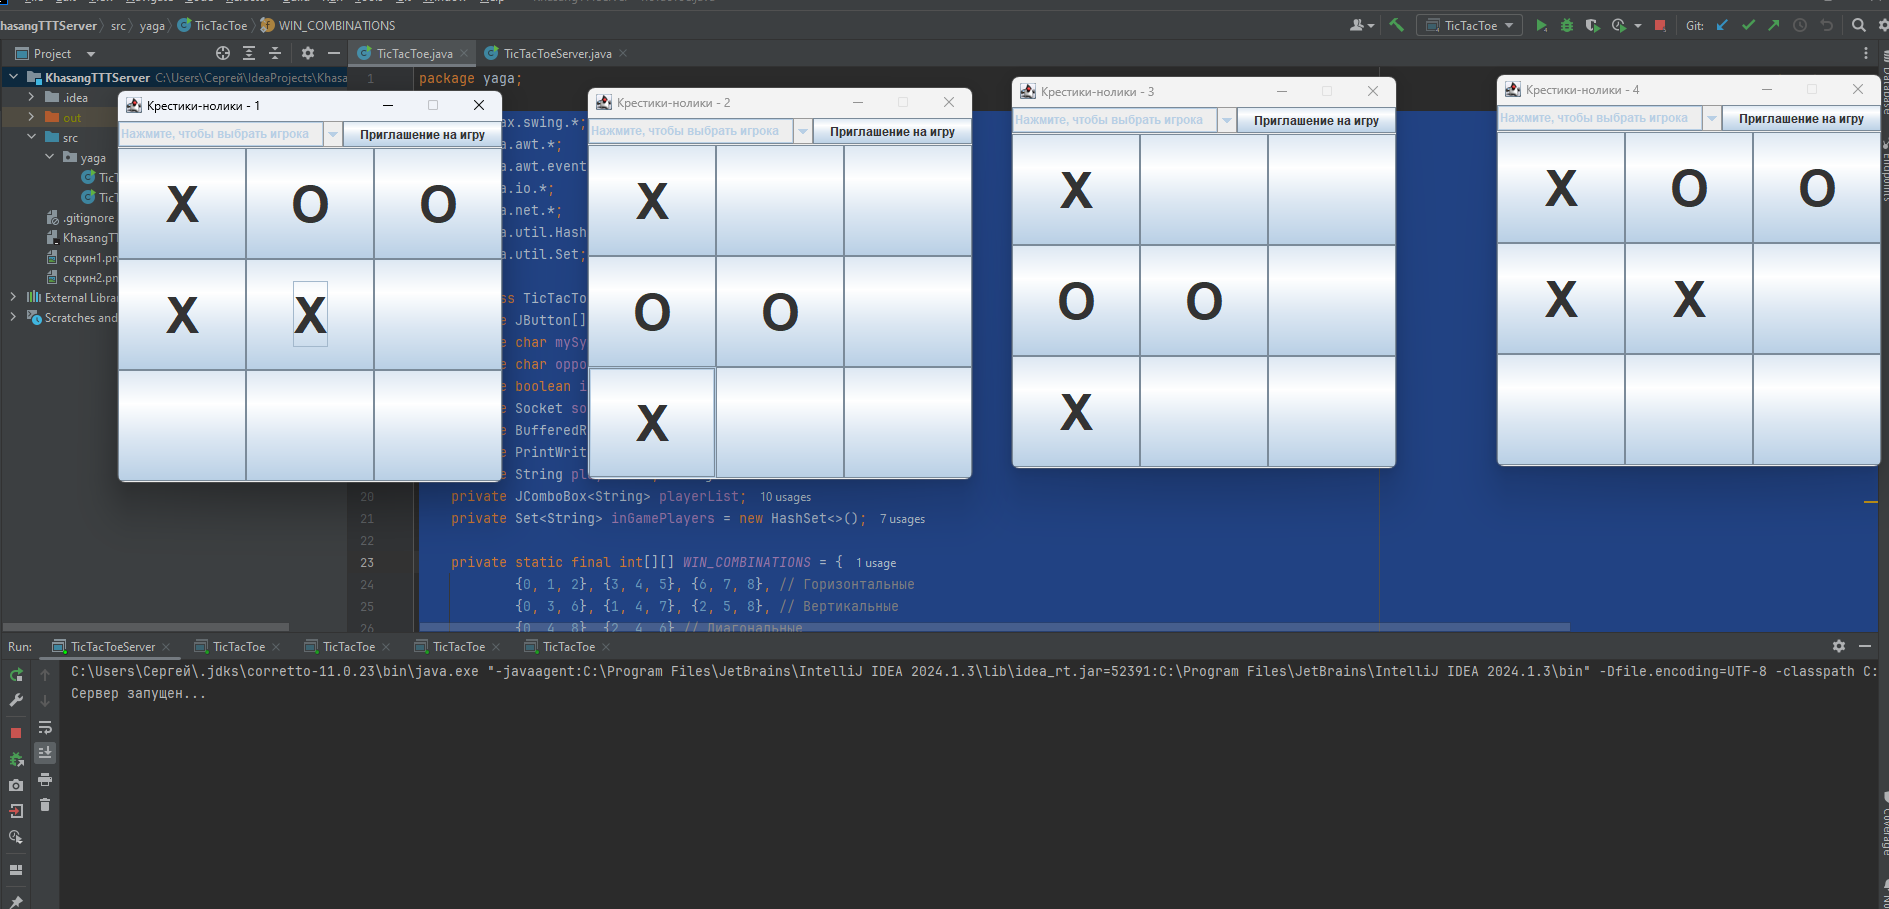 hasangTTTServer src yaga TicTacToe WIN_COMBINATIONS TicTacToe Git:
Project TicTacToe.java TicTacToeServer.java
KhasangTTTServer C:\Users\Сергей\IdeaProjects\Khasa
.idea
out
src
yaga
TicT
TicT
.gitignore
KhasangTT
скрин1.pn
скрин2.pn
External Libra
Scratches and
1 package yaga;
Крестики-нолики - 1
Нажмите, чтобы выбрать игрока Приглашение на игру
X O O
X X
Крестики-нолики - 2
Нажмите, чтобы выбрать игрока Приглашение на игру
X
O O
X
Крестики-нолики - 3
Нажмите, чтобы выбрать игрока Приглашение на игру
X
O O
X
Крестики-нолики - 4
Нажмите, чтобы выбрать игрока Приглашение на игру
X O O
X X
ax.swing.*;
a.awt.*;
a.awt.event
a.io.*;
a.net.*;
a.util.Hash
a.util.Set;
ss TicTacTo
e JButton[]
e char mySy
e char oppo
e boolean i
e Socket so
e BufferedR
e PrintWrit
e String pl
20 private JComboBox<String> playerList; 10 usages
21 private Set<String> inGamePlayers = new HashSet<>(); 7 usages
22
23 private static final int[][] WIN_COMBINATIONS = { 1 usage
24 {0, 1, 2}, {3, 4, 5}, {6, 7, 8}, // Горизонтальные
25 {0, 3, 6}, {1, 4, 7}, {2, 5, 8}, // Вертикальные
26 {0, 4, 8}, {2, 4, 6} // Диагональные
Database
Endpoints
Coverage
Run: TicTacToeServer TicTacToe TicTacToe TicTacToe TicTacToe
C:\Users\Сергей\.jdks\corretto-11.0.23\bin\java.exe "-javaagent:C:\Program Files\JetBrains\IntelliJ IDEA 2024.1.3\lib\idea_rt.jar=52391:C:\Program Files\JetBrains\IntelliJ IDEA 2024.1.3\bin" -Dfile.encoding=UTF-8 -classpath C:
Сервер запущен...